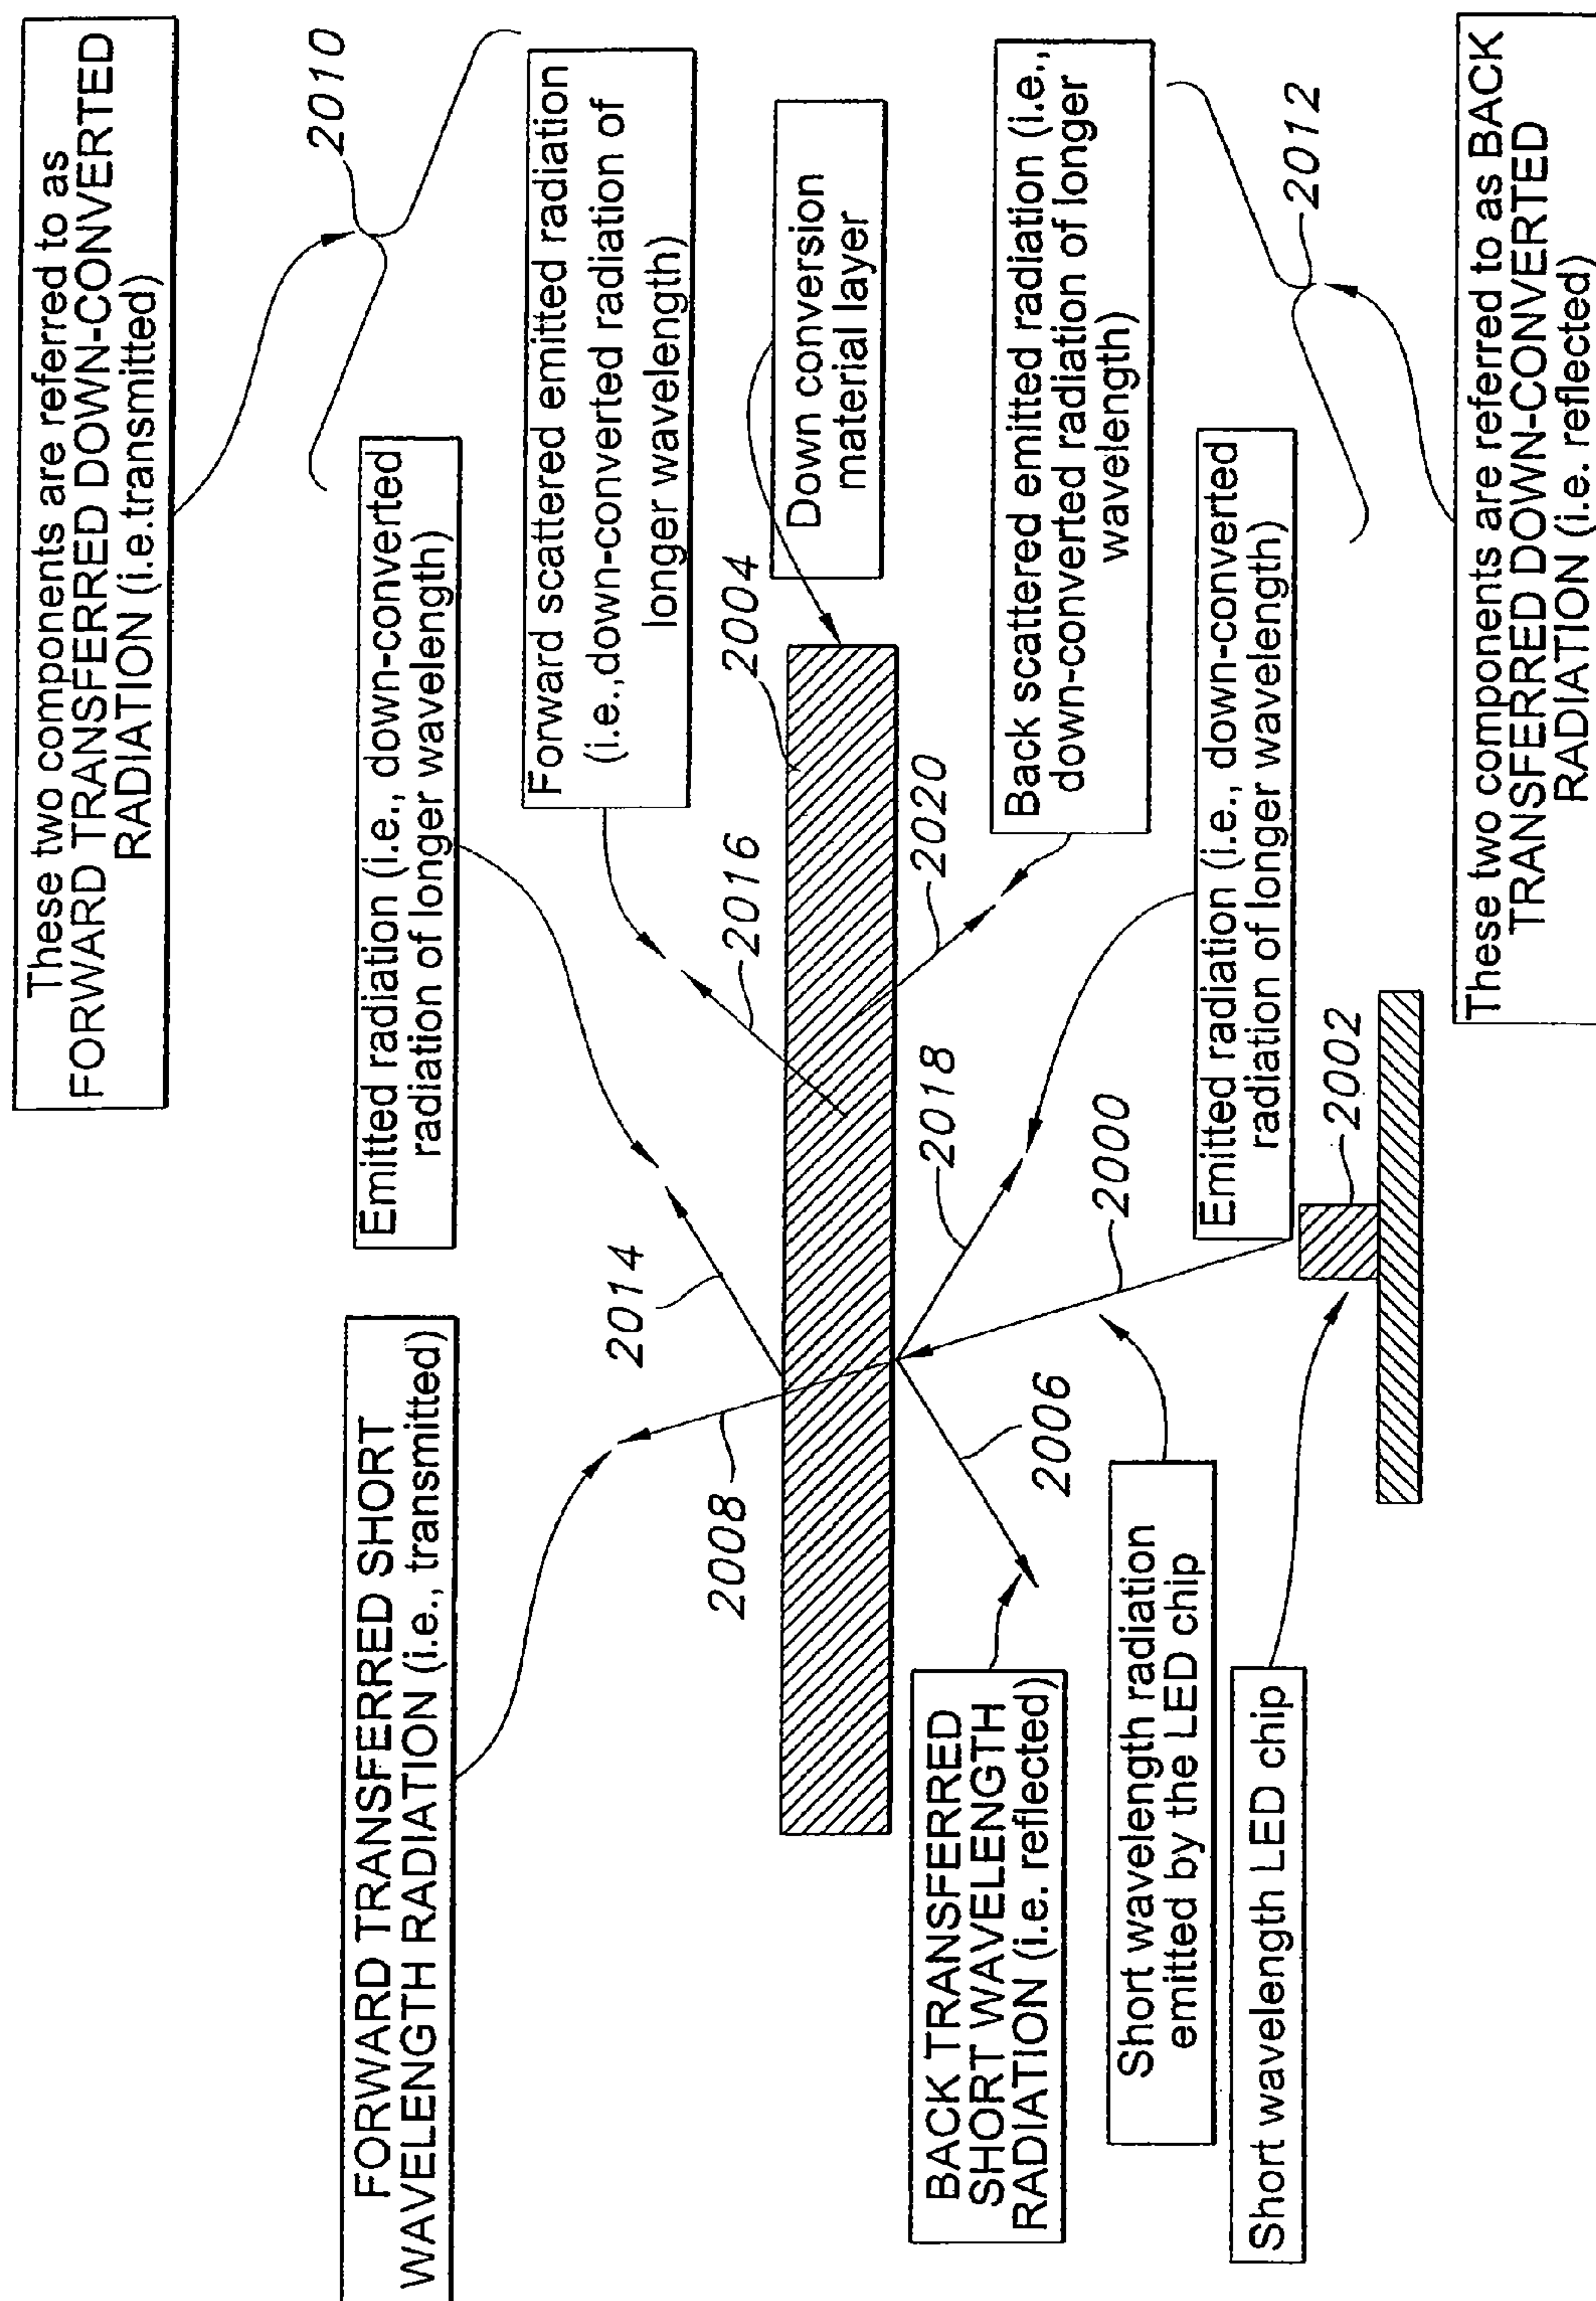 These two components are referred to as
FORWARD TRANSFERRED DOWN-CONVERTED
RADIATION (i.e.transmitted)
2010
FORWARD TRANSFERRED SHORT
WAVELENGTH RADIATION (i.e., transmitted)
Emitted radiation (i.e., down-converted
radiation of longer wavelength)
Forward scattered emitted radiation
(i.e.,down-converted radiation of
longer wavelength)
2008
2014
2016
2004
Down conversion
material layer
BACK TRANSFERRED
SHORT WAVELENGTH
RADIATION (i.e. reflected)
2006
2018
2020
Back scattered emitted radiation (i.e.,
down-converted radiation of longer
wavelength)
Short wavelength radiation
emitted by the LED chip
2000
Emitted radiation (i.e., down-converted
radiation of longer wavelength)
2012
Short wavelength LED chip
2002
These two components are referred to as BACK
TRANSFERRED DOWN-CONVERTED
RADIATION (i.e. reflected)